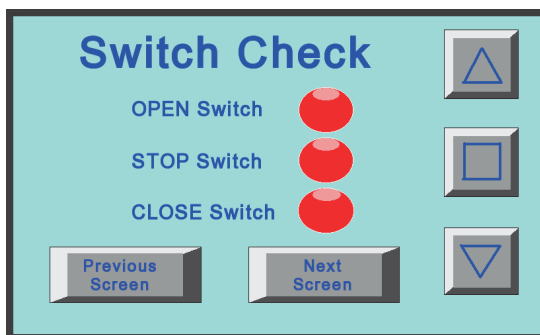 Switch Check
OPEN Switch
STOP Switch
CLOSE Switch
Previous
Screen
Next
Screen